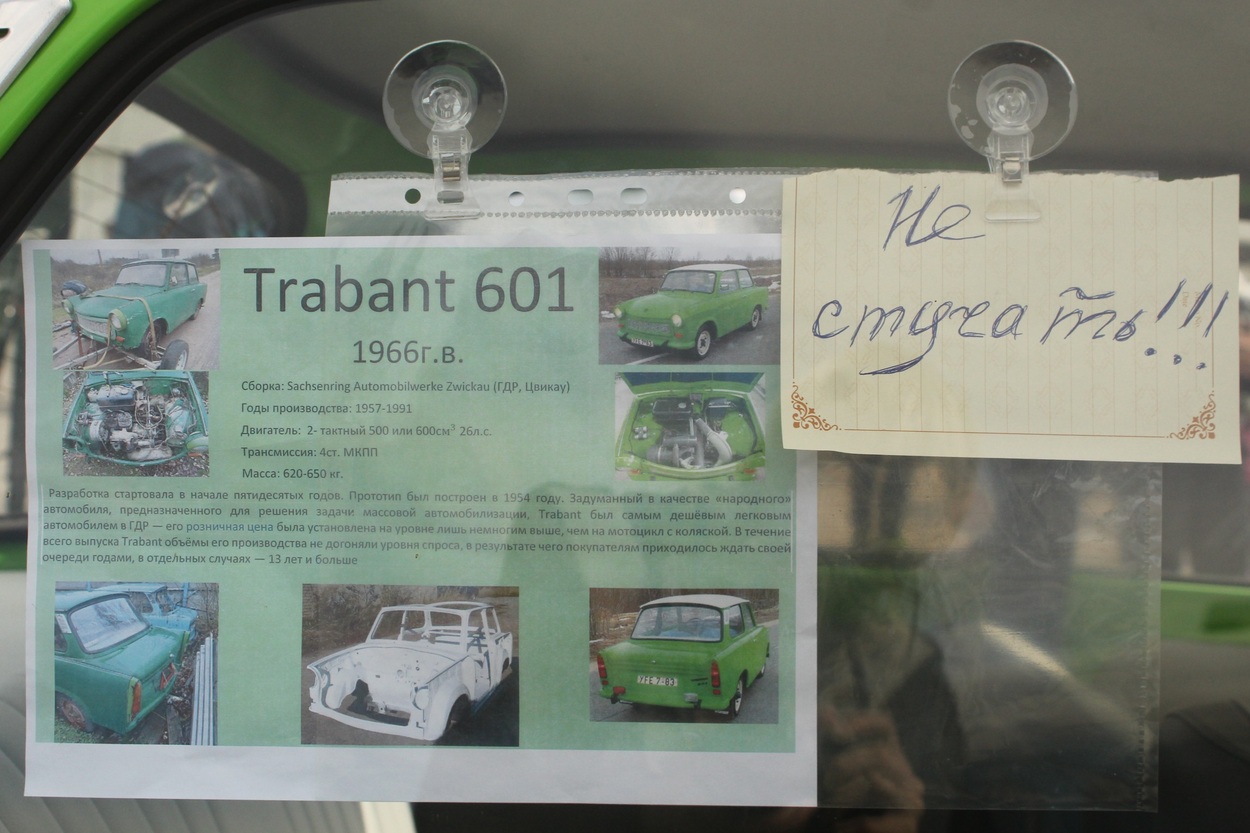 Trabant 601
1966г.в.
Сборка: Sachsenring Automobilwerke Zwickau (ГДР, Цвикау)
Годы производства: 1957-1991
Двигатель: 2- тактный 500 или 600см³ 26л.с.
Трансмиссия: 4ст. МКПП
Масса: 620-650 кг.
Разработка стартовала в начале пятидесятых годов. Прототип был построен в 1954 году. Задуманный в качестве «народного»
автомобиля, предназначенного для решения задачи массовой автомобилизации, Trabant был самым дешёвым легковым
автомобилем в ГДР — его розничная цена была установлена на уровне лишь немногим выше, чем на мотоцикл с коляской. В течение
всего выпуска Trabant объёмы его производства не догоняли уровня спроса, в результате чего покупателям приходилось ждать своей
очереди годами, в отдельных случаях — 13 лет и больше
Не
стучать!!!